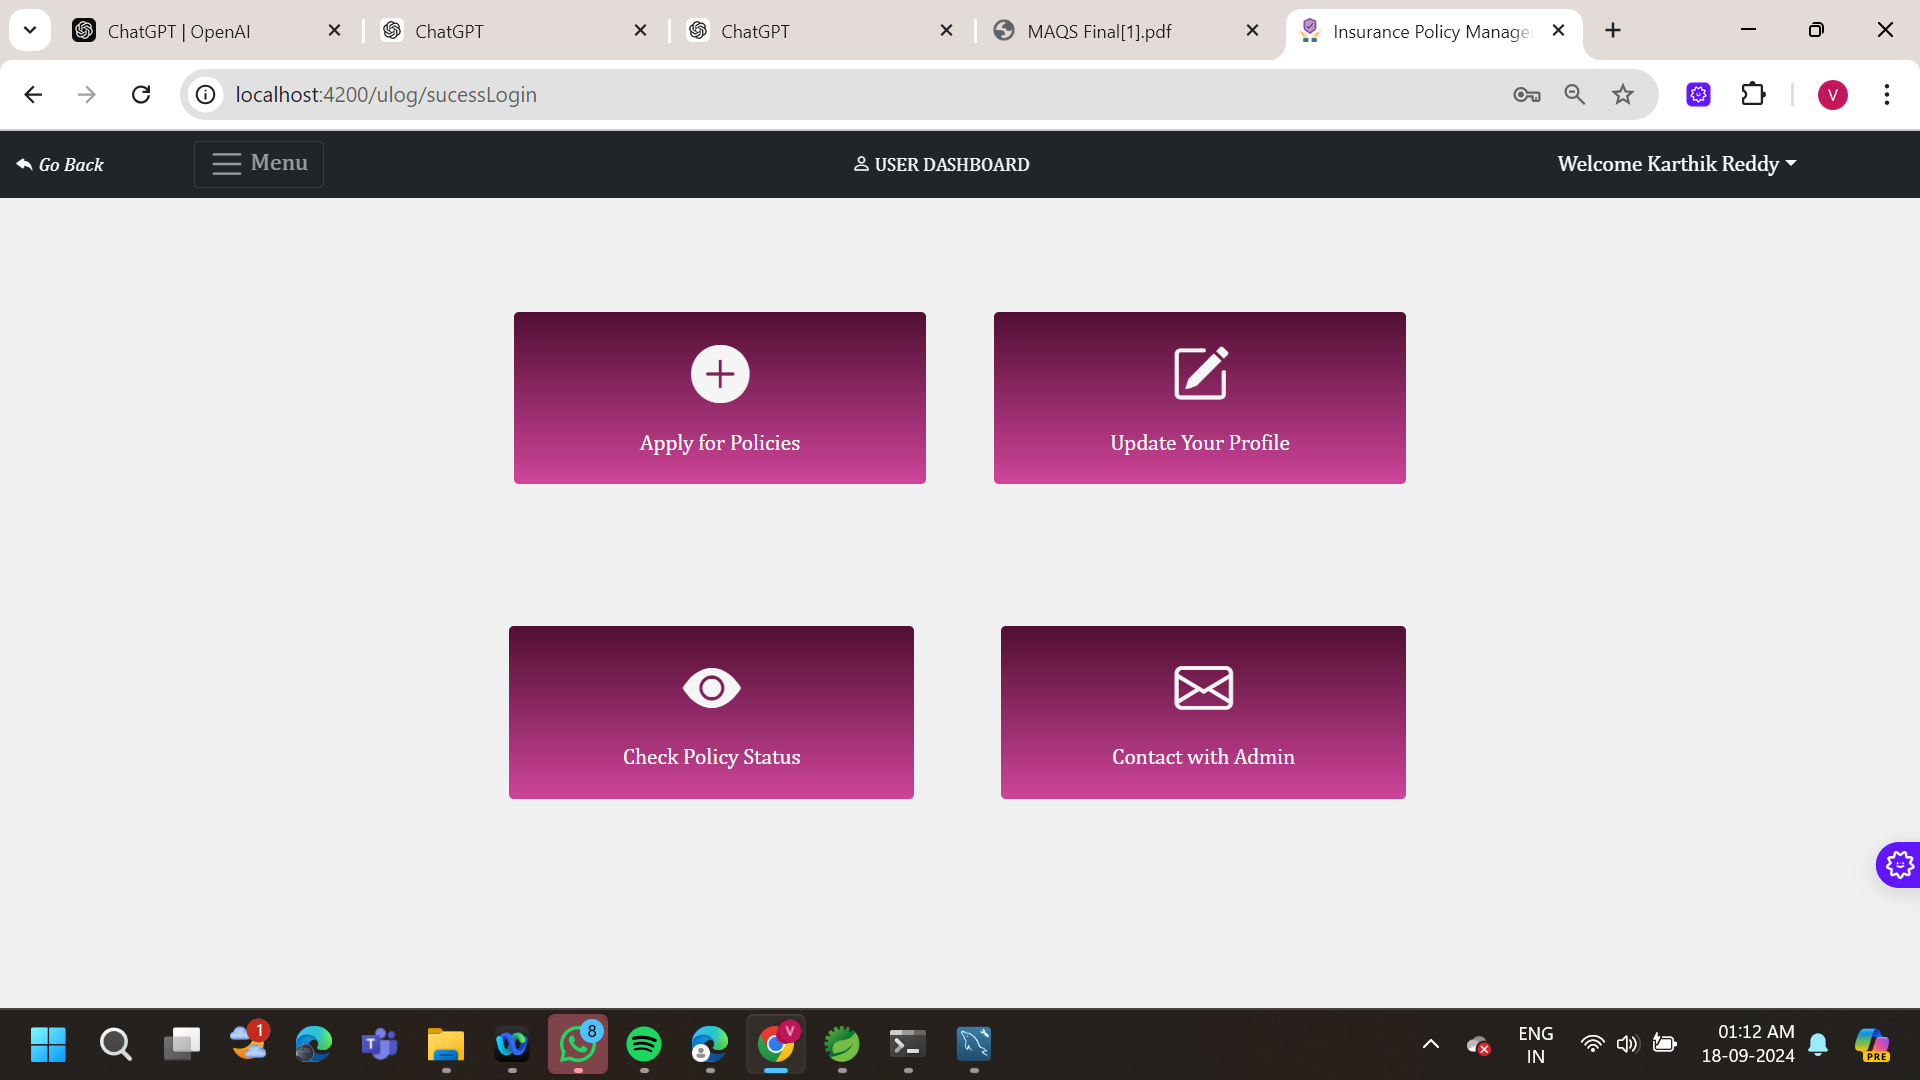 ChatGPT | OpenAI
ChatGPT
ChatGPT
MAQS Final[1].pdf
Insurance Policy Manage
localhost:4200/ulog/sucessLogin
V
Go Back
Menu
USER DASHBOARD
Welcome Karthik Reddy
Apply for Policies
Update Your Profile
Check Policy Status
Contact with Admin
1
8
V
ENG
IN
01:12 AM
18-09-2024
PRE